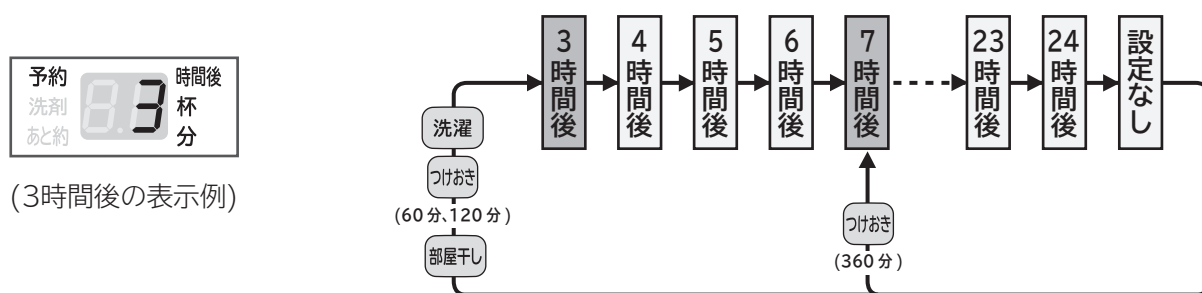 予約 8.3 時間後
洗剤 杯
あと約 分
(3時間後の表示例)
3時間後
4時間後
5時間後
6時間後
7時間後
23時間後
24時間後
設定なし
洗濯
つけおき
(60分、120分)
部屋干し
つけおき
(360分)